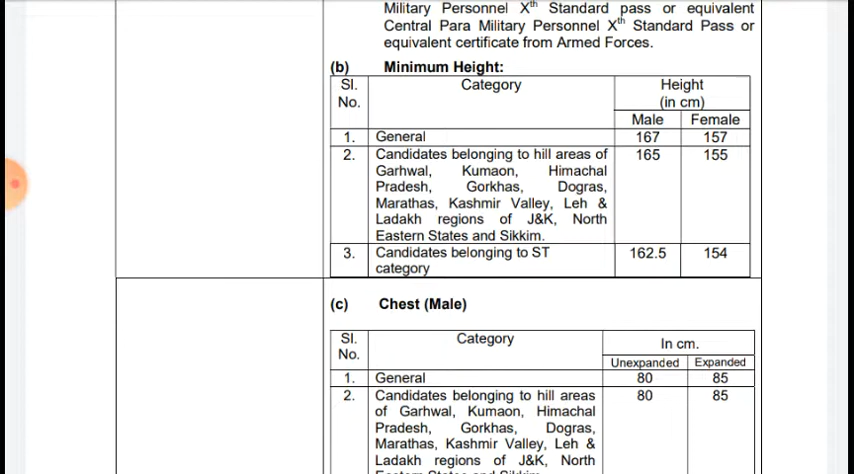 Military Personnel Xth Standard pass or equivalent
Central Para Military Personnel Xth Standard Pass or
equivalent certificate from Armed Forces.
(b) Minimum Height:
Sl. No. Category Height (in cm)
Male Female
1. General 167 157
2. Candidates belonging to hill areas of 165 155
Garhwal, Kumaon, Himachal
Pradesh, Gorkhas, Dogras,
Marathas, Kashmir Valley, Leh &
Ladakh regions of J&K, North
Eastern States and Sikkim.
3. Candidates belonging to ST 162.5 154
category
(c) Chest (Male)
Sl. No. Category In cm.
Unexpanded Expanded
1. General 80 85
2. Candidates belonging to hill areas 80 85
of Garhwal, Kumaon, Himachal
Pradesh, Gorkhas, Dogras,
Marathas, Kashmir Valley, Leh &
Ladakh regions of J&K, North